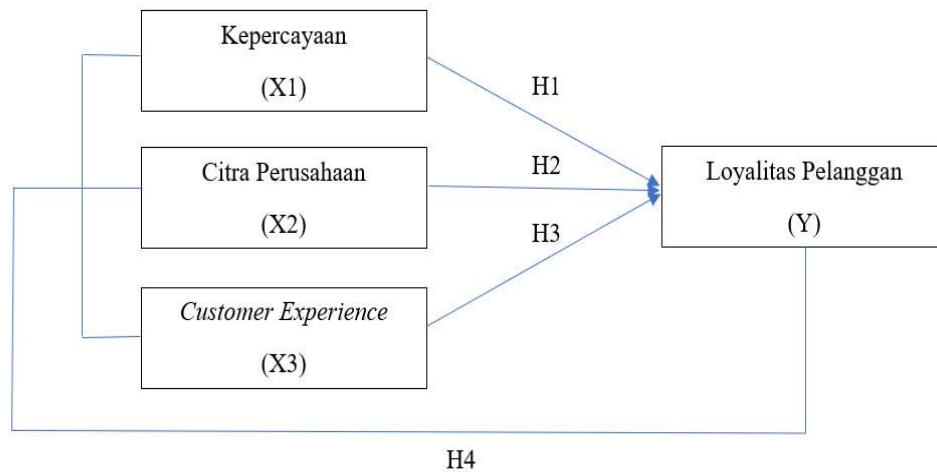 Kepercayaan
(X1)
H1
Citra Perusahaan
(X2)
H2
Loyalitas Pelanggan
(Y)
H3
Customer Experience
(X3)
H4